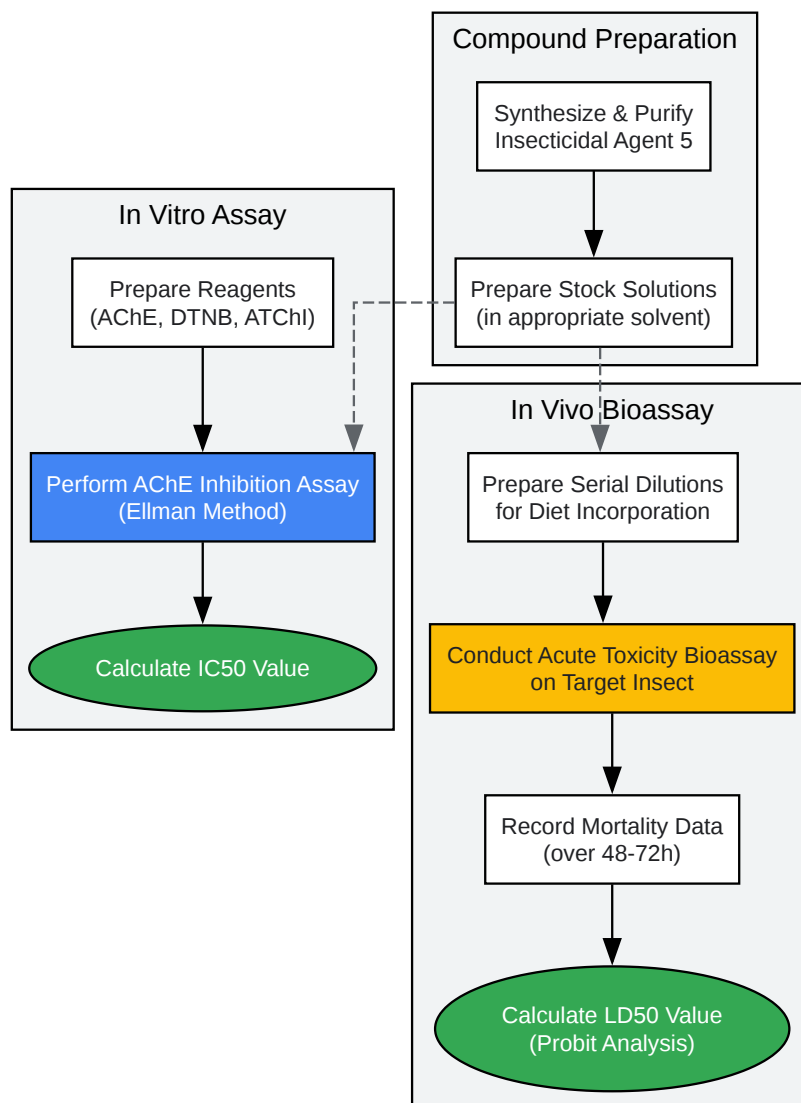 Compound Preparation
Synthesize & Purify
Insecticidal Agent 5
Prepare Stock Solutions
(in appropriate solvent)
In Vitro Assay
Prepare Reagents
(AChE, DTNB, ATChI)
Perform AChE Inhibition Assay
(Ellman Method)
Calculate IC50 Value
In Vivo Bioassay
Prepare Serial Dilutions
for Diet Incorporation
Conduct Acute Toxicity Bioassay
on Target Insect
Record Mortality Data
(over 48-72h)
Calculate LD50 Value
(Probit Analysis)